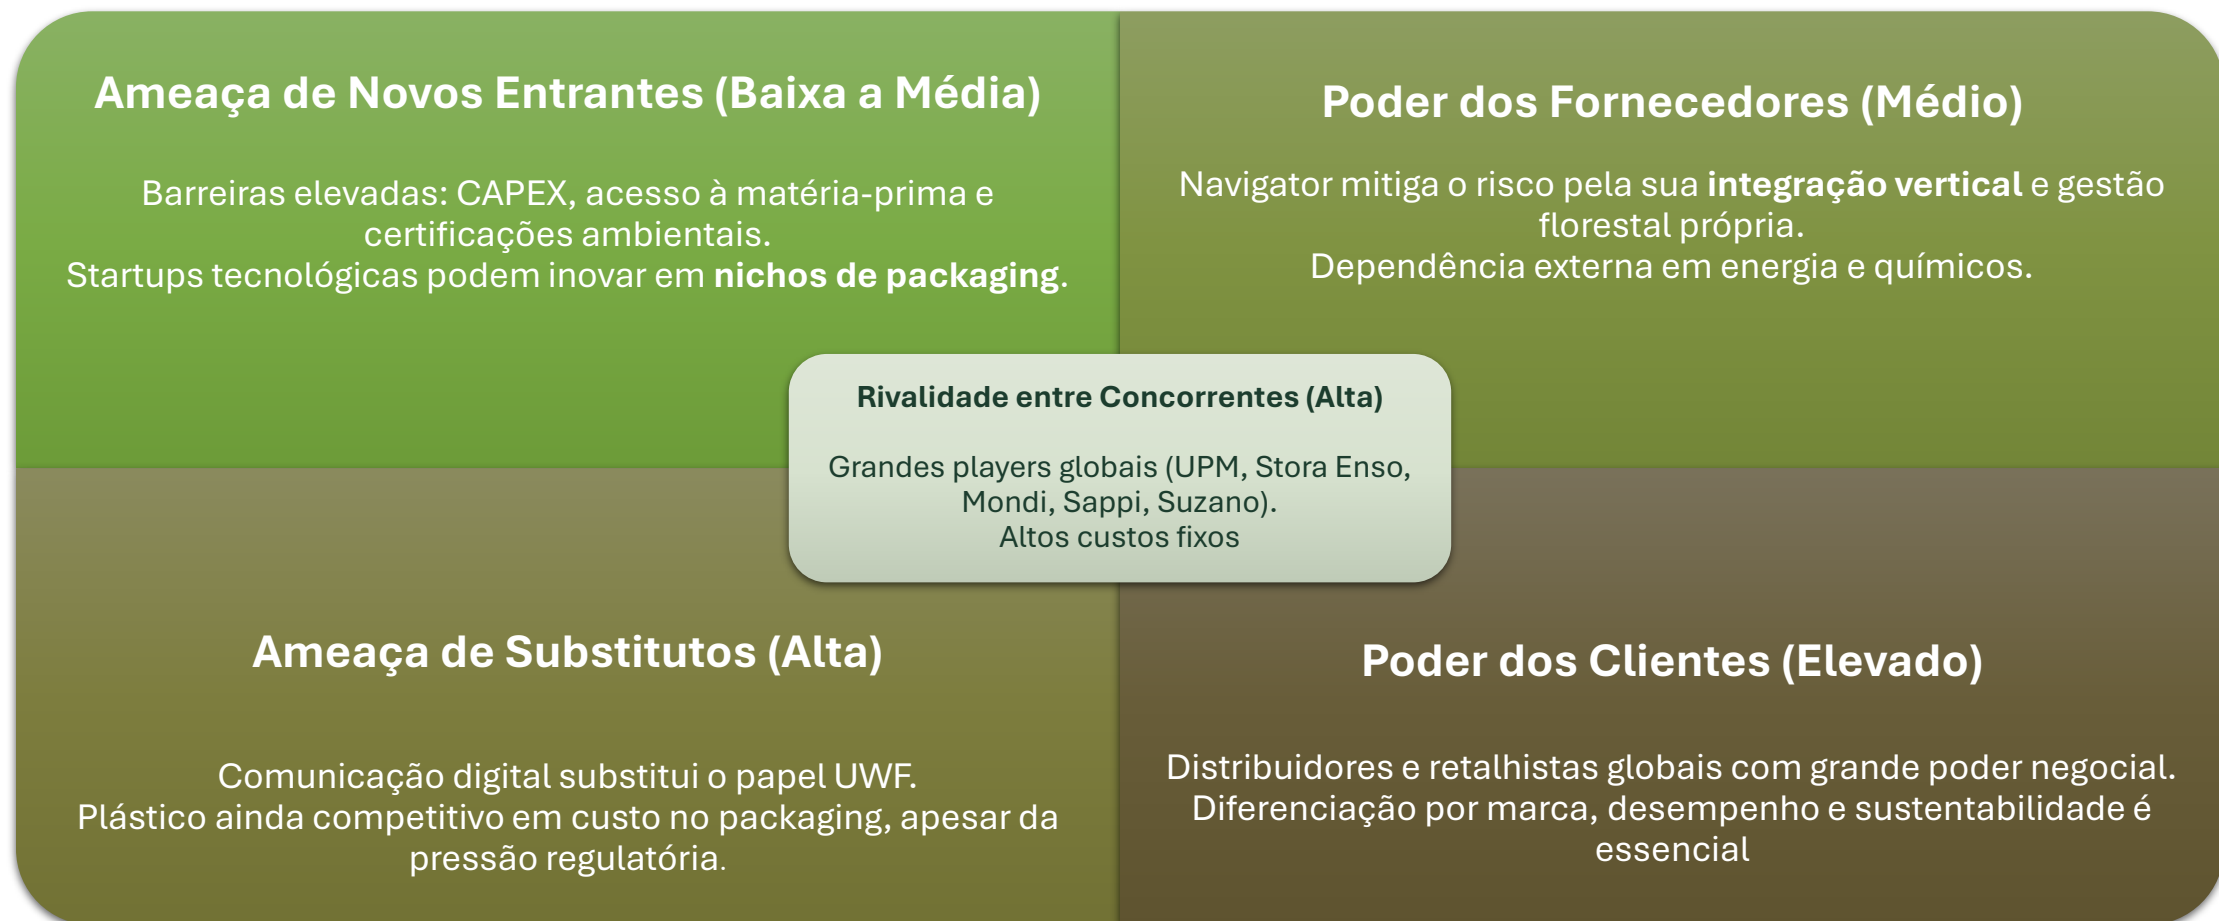 Ameaça de Novos Entrantes (Baixa a Média)
Barreiras elevadas: CAPEX, acesso à matéria-prima e
certificações ambientais.
Startups tecnológicas podem inovar em nichos de packaging.
Poder dos Fornecedores (Médio)
Navigator mitiga o risco pela sua integração vertical e gestão
florestal própria.
Dependência externa em energia e químicos.
Rivalidade entre Concorrentes (Alta)
Grandes players globais (UPM, Stora Enso,
Mondi, Sappi, Suzano).
Altos custos fixos
Ameaça de Substitutos (Alta)
Comunicação digital substitui o papel UWF.
Plástico ainda competitivo em custo no packaging, apesar da
pressão regulatória.
Poder dos Clientes (Elevado)
Distribuidores e retalhistas globais com grande poder negocial.
Diferenciação por marca, desempenho e sustentabilidade é
essencial